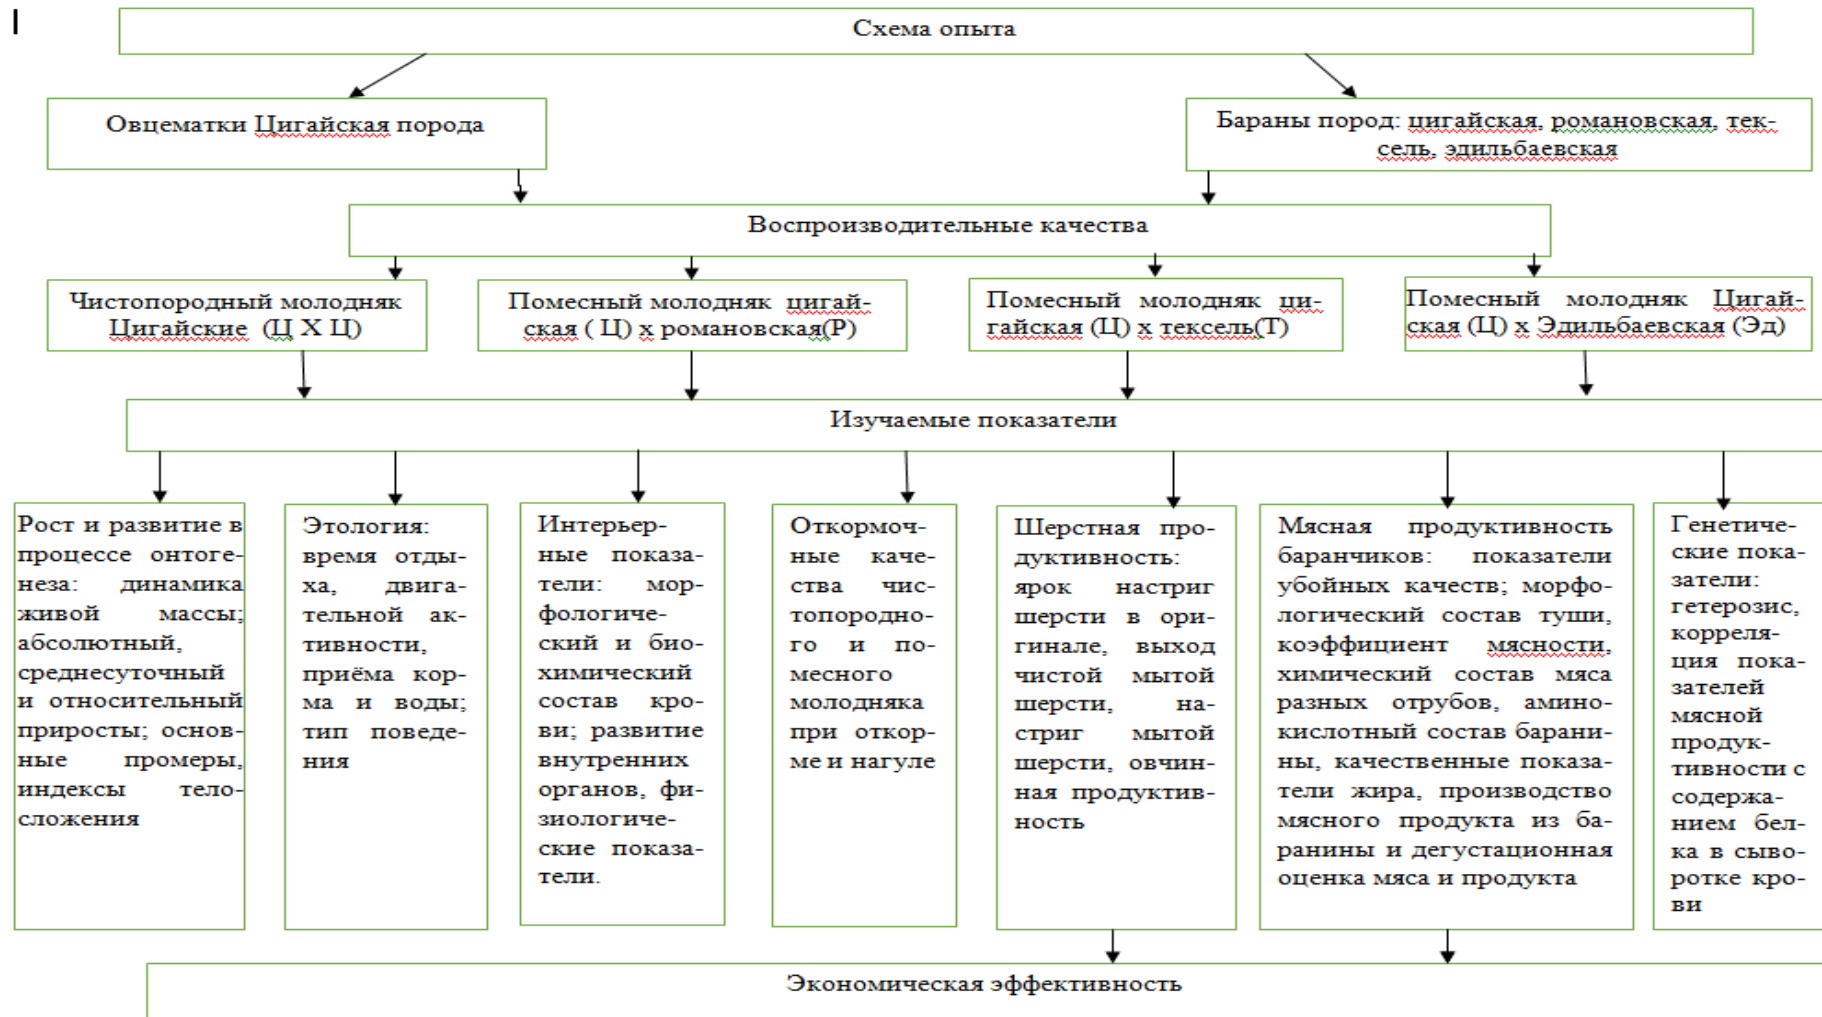 Схема опыта
Овцематки Цигайская порода
Бараны пород: цигайская, романовская, тек-
сель, эдильбаевская
Воспроизводительные качества
Чистопородный молодняк
Цигайские (Ц Х Ц)
Помесный молодняк цигай-
ская ( Ц) х романовская(Р)
Помесный молодняк ци-
гайская (Ц) х тексель(Т)
Помесный молодняк Цигай-
ская (Ц) х Эдильбаевская (Эд)
Изучаемые показатели
Рост и развитие в
процессе онтоге-
неза: динамика
живой массы;
абсолютный,
среднесуточный
и относительный
приросты; основ-
ные промеры,
индексы тело-
сложения
Этология:
время отды-
ха, двига-
тельной ак-
тивности,
приёма кор-
ма и воды;
тип поведе-
ния
Интерьер-
ные показа-
тели: мор-
фологиче-
ский и био-
химический
состав кро-
ви; развитие
внутренних
органов, фи-
зиологиче-
ские показа-
тели.
Откормоч-
ные каче-
ства чис-
топородно-
го и по-
месного
молодняка
при откор-
ме и нагуле
Шерстная про-
дуктивность:
ярок настриг
шерсти в ори-
гинале, выход
чистой мытой
шерсти, на-
стриг мытой
шерсти, овчин-
ная продуктив-
ность
Мясная продуктивность
баранчиков: показатели
убойных качеств; морфо-
логический состав туши,
коэффициент мясности,
химический состав мяса
разных отрубов, амино-
кислотный состав барани-
ны, качественные показа-
тели жира, производство
мясного продукта из ба-
ранины и дегустационная
оценка мяса и продукта
Генетиче-
ские пока-
затели:
гетерозис,
корреля-
ция пока-
зателей
мясной
продук-
тивности с
содержа-
нием бел-
ка в сыво-
ротке кро-
ви
Экономическая эффективность